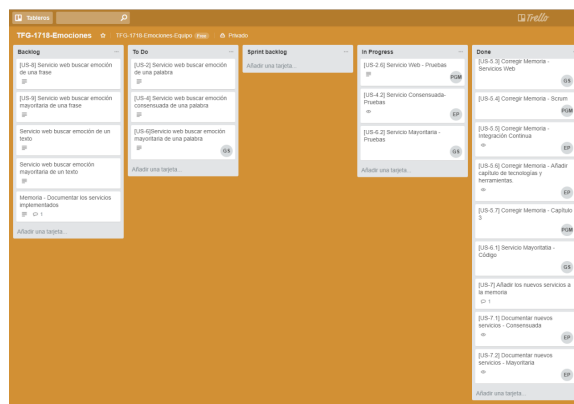 Tableros
Trello
TFG-1718-Emociones
TFG-1718-Emociones-Equipo Free
Privado
Backlog
[US-8] Servicio web buscar emoción
de una frase
[US-9] Servicio web buscar emoción
mayoritaria de una frase
Servicio web buscar emoción de un
texto
Servicio web buscar emoción
mayoritaria de un texto
Memoria - Documentar los servicios
implementados
1
Añadir una tarjeta...
To Do
[US-2] Servicio web buscar emoción
de una palabra
[US-4] Servicio web buscar emoción
consensuada de una palabra
[US-6]Servicio web buscar emoción
mayoritaria de una palabra
GS
Añadir una tarjeta...
Sprint backlog
Añadir una tarjeta...
In Progress
[US-2.6] Servicio Web - Pruebas
PGM
[US-4.2] Servicio Consensuada-
Pruebas
EP
[US-6.2] Servicio Mayoritaria -
Pruebas
GS
Añadir una tarjeta...
Done
[US-5.3] Corregir Memoria -
Servicios Web
GS
[US-5.4] Corregir Memoria - Scrum
PGM
[US-5.5] Corregir Memoria -
Integración Continua
EP
[US-5.6] Corregir Memoria - Añadir
capítulo de tecnologías y
herramientas.
EP
[US-5.7] Corregir Memoria - Capítulo
3
PGM
[US-6.1] Servicio Mayoritatia -
Código
GS
[US-7] Añadir los nuevos servicios a
la memoria
1
[US-7.1] Documentar nuevos
servicios - Consensuada
EP
[US-7.2] Documentar nuevos
servicios - Mayoritaria
EP
Añadir una tarjeta...